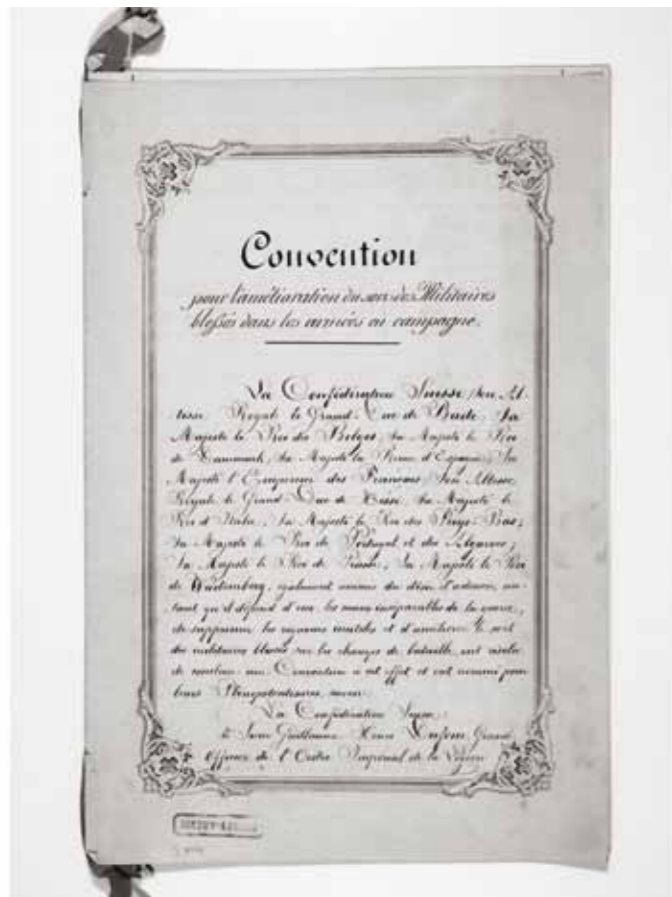 Convention
pour l'amélioration du sort des Militaires
blessés dans les armées en campagne.
La Confédération Suisse, Son Al-
tesse Royale le Grand-Duc de Bade, Sa
Majesté le Roi des Belges, Sa Majesté le Roi
de Danemark, Sa Majesté la Reine d'Espagne, Sa
Majesté l'Empereur des Français, Son Altesse
Royale le Grand-Duc de Hesse, Sa Majesté le
Roi d'Italie, Sa Majesté le Roi des Pays-Bas,
Sa Majesté le Roi de Portugal et des Algarves,
Sa Majesté le Roi de Prusse, Sa Majesté le Roi
de Wurtemberg, également animés du désir d'adoucir, au-
tant qu'il dépend d'eux, les maux inséparables de la guerre,
de supprimer les rigueurs inutiles et d'améliorer le sort
des militaires blessés sur les champs de bataille, ont résolu
de conclure une Convention à cet effet et ont nommé pour
leurs Plénipotentiaires, savoir:
La Confédération Suisse:
le Sieur Guillaume Henri Dufour, Grand
Officier de l'Ordre Impérial de la Légion